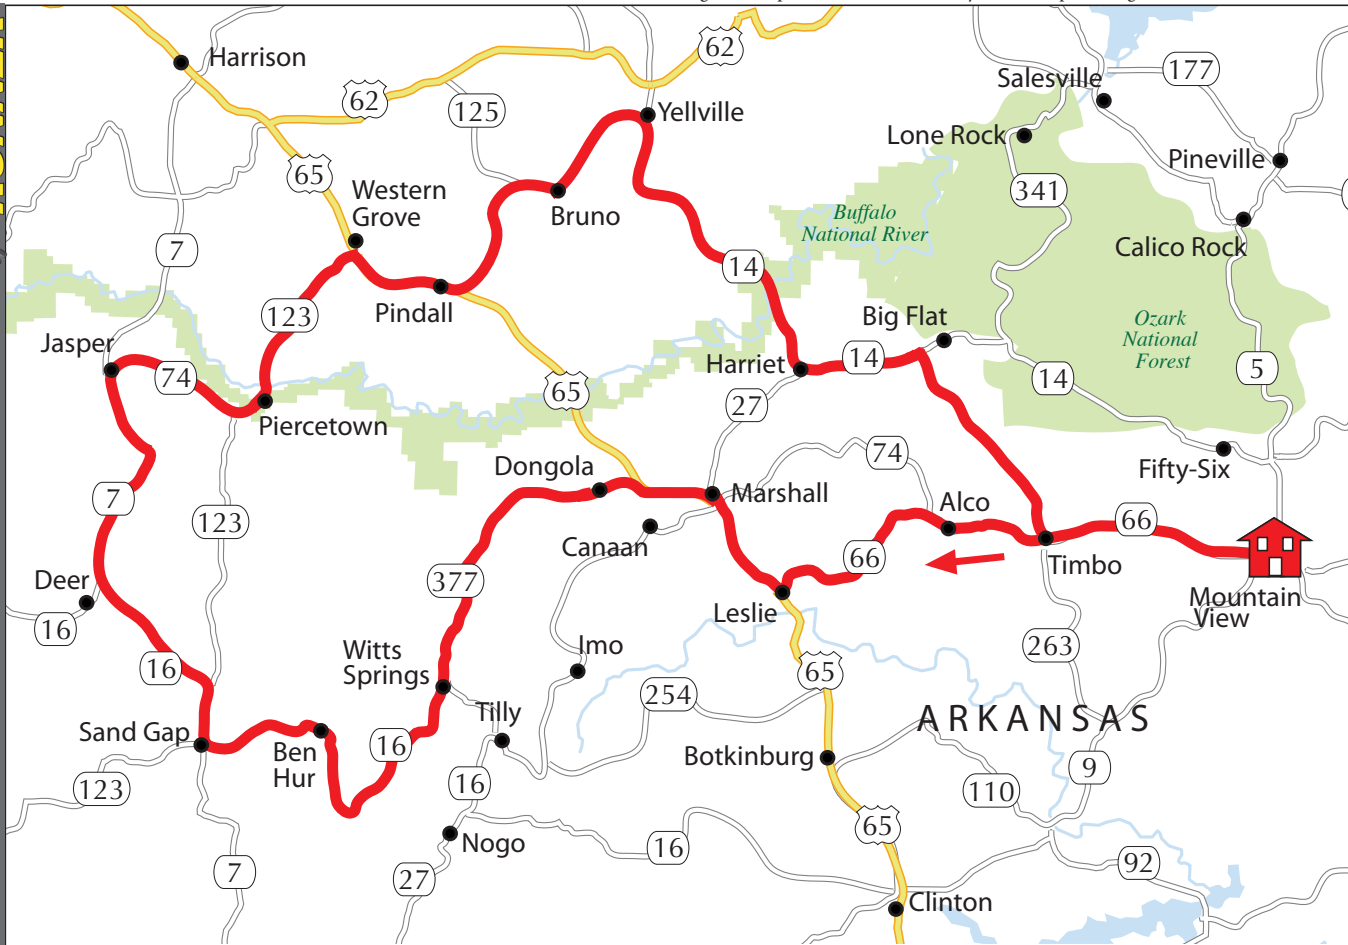 62
Harrison
Salesville
177
62
125
Yellville
Lone Rock
Pineville
65
Western
Grove
341
Bruno
Buffalo
National River
7
Calico Rock
14
Pindall
123
Big Flat
Ozark
National
Forest
Jasper
Harriet
14
74
65
14
5
27
Piercetown
74
Dongola
Fifty-Six
7
Marshall
Alco
123
66
Canaan
66
Timbo
377
Deer
Mountain
View
Leslie
16
Witts
Springs
Imo
263
16
65
254
Tilly
ARKANSAS
Sand Gap
Ben
Hur
16
Botkinburg
9
123
16
110
65
Nogo
16
7
27
92
Clinton